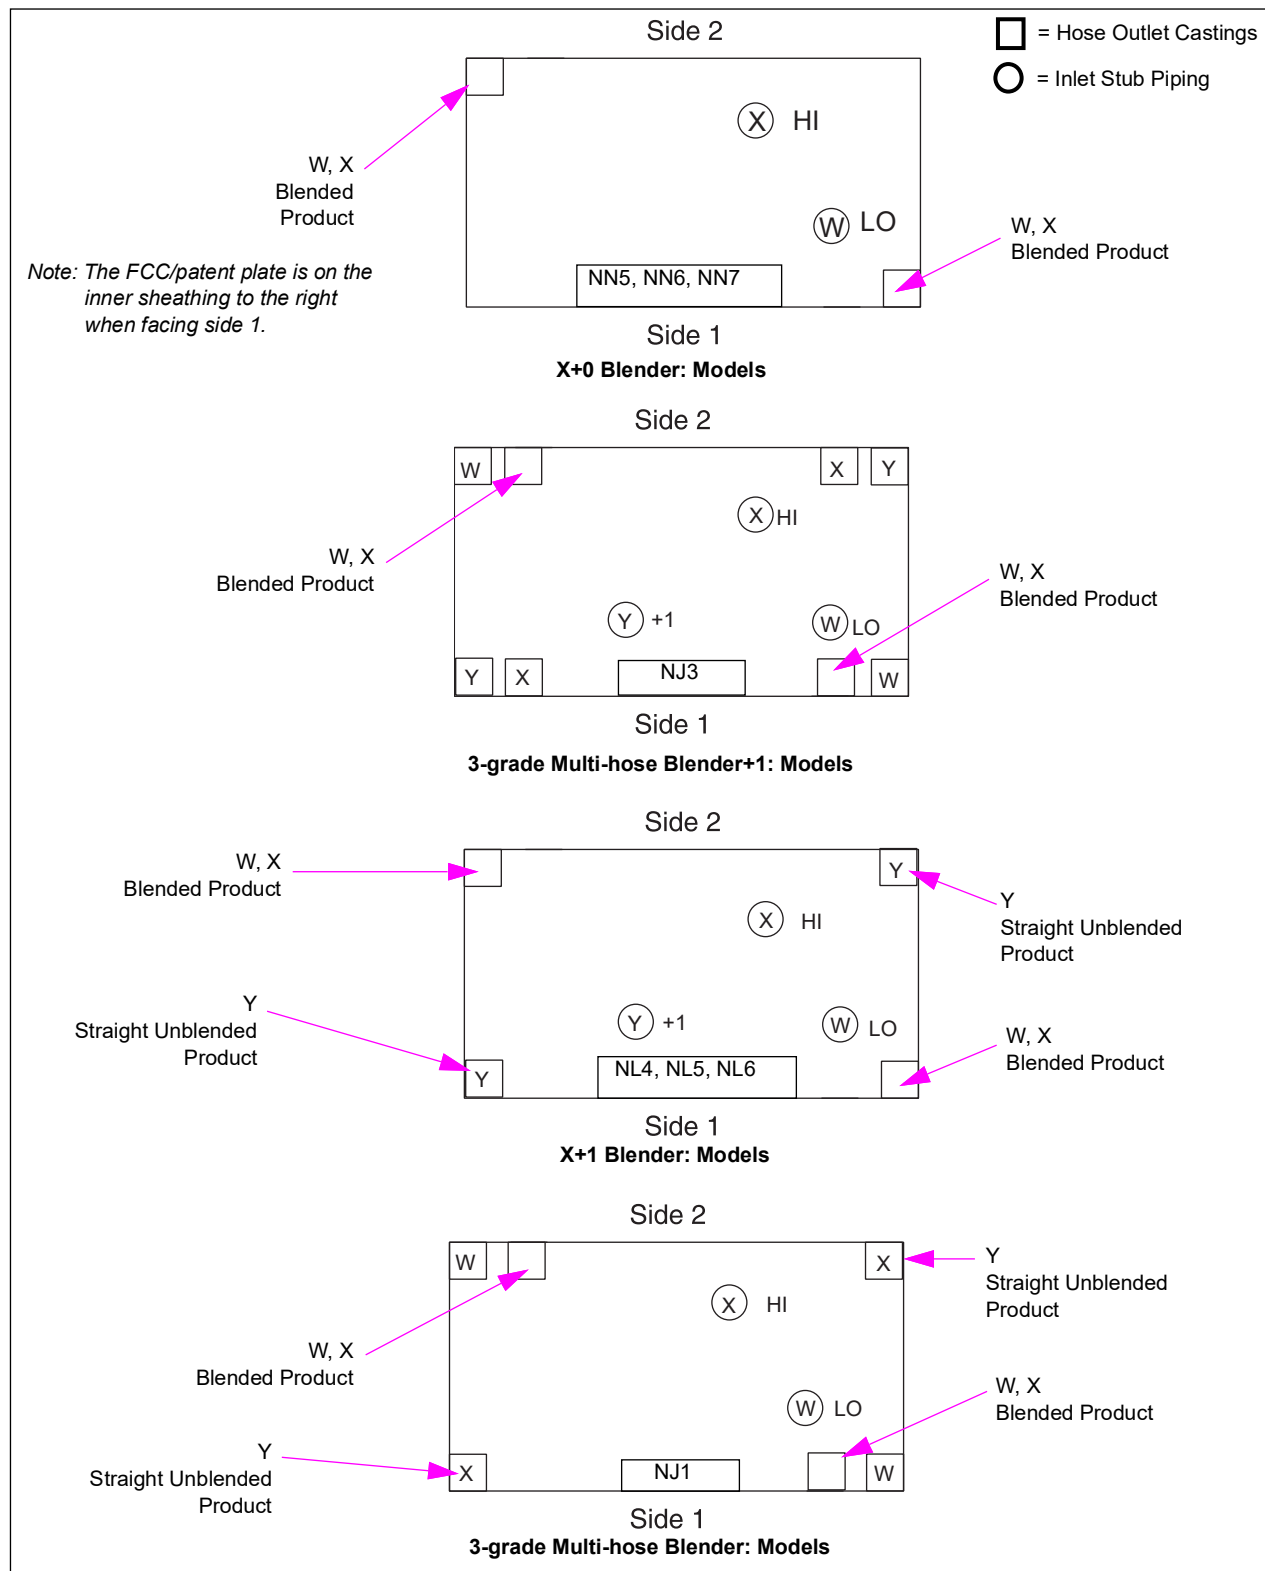 Side 2
= Hose Outlet Castings
= Inlet Stub Piping
X HI
W, X
Blended
Product
W LO
W, X
Blended Product
Note: The FCC/patent plate is on the
inner sheathing to the right
when facing side 1.
NN5, NN6, NN7
Side 1
X+0 Blender: Models
Side 2
W
X
Y
X HI
W, X
Blended Product
W, X
Blended Product
Y +1
W LO
Y
X
NJ3
W
Side 1
3-grade Multi-hose Blender+1: Models
Side 2
W, X
Blended Product
Y
Y
Straight Unblended
Product
X HI
Y
Straight Unblended
Product
Y +1
W LO
W, X
Blended Product
Y
NL4, NL5, NL6
Side 1
X+1 Blender: Models
Side 2
W
X
Y
Straight Unblended
Product
X HI
W, X
Blended Product
W LO
W, X
Blended Product
Y
Straight Unblended
Product
X
NJ1
W
Side 1
3-grade Multi-hose Blender: Models